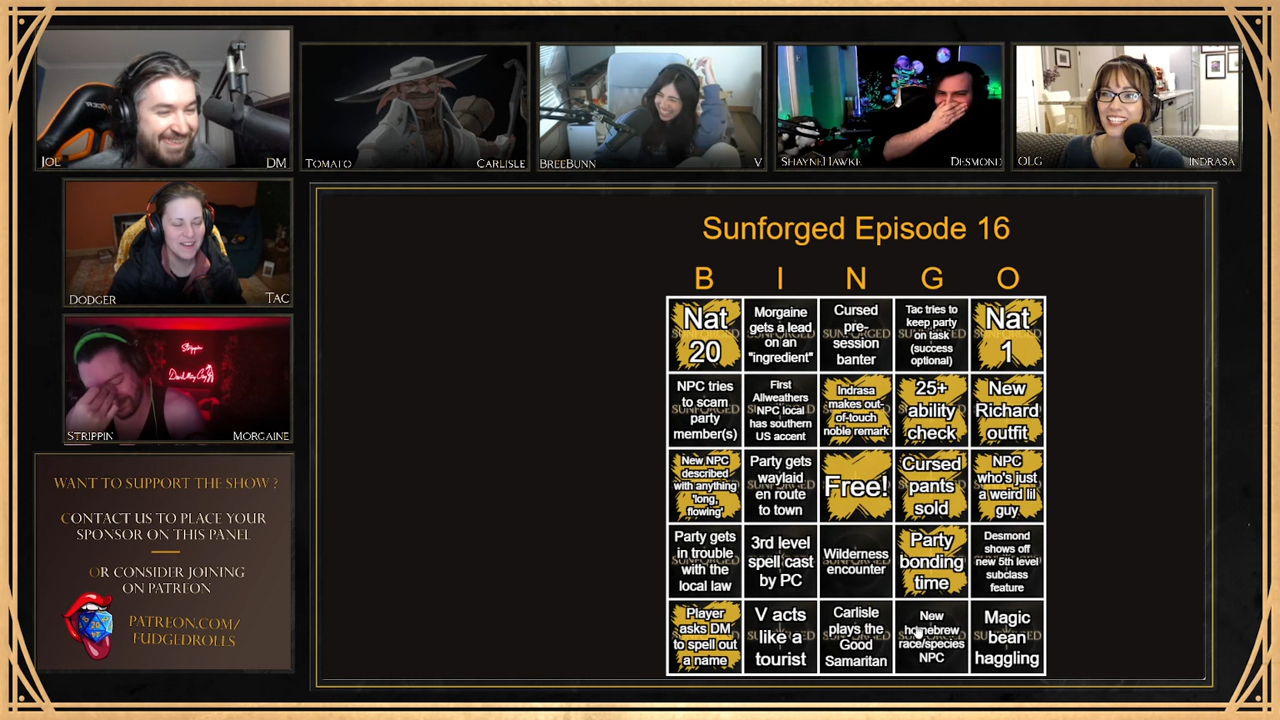 JOL DM
TOMATO CARLISLE
BREEBUNN V
SHAYNEHAWKE DESMOND
OLG INDRASA
DODGER TAC
STRIPPIN MORGAINE
WANT TO SUPPORT THE SHOW ?
CONTACT US TO PLACE YOUR
SPONSOR ON THIS PANEL
OR CONSIDER JOINING
ON PATREON
PATREON.COM/
FUDGEDROLLS
Sunforged Episode 16
B I N G O
Nat
20
Morgaine
gets a lead
on an
"ingredient"
Cursed
pre-
session
banter
Tac tries to
keep party
on task
(success
optional)
Nat
1
NPC tries
to scam
party
member(s)
First
Allweathers
NPC local
has southern
US accent
Indrasa
makes out-
of-touch
noble remark
25+
ability
check
New
Richard
outfit
New NPC
described
with anything
'long,
flowing'
Party gets
waylaid
en route
to town
Free!
Cursed
pants
sold
NPC
who's just
a weird lil
guy
Party gets
in trouble
with the
local law
3rd level
spell cast
by PC
Wilderness
encounter
Party
bonding
time
Desmond
shows off
new 5th level
subclass
feature
Player
asks DM
to spell out
a name
V acts
like a
tourist
Carlisle
plays the
Good
Samaritan
New
homebrew
race/species
NPC
Magic
bean
haggling